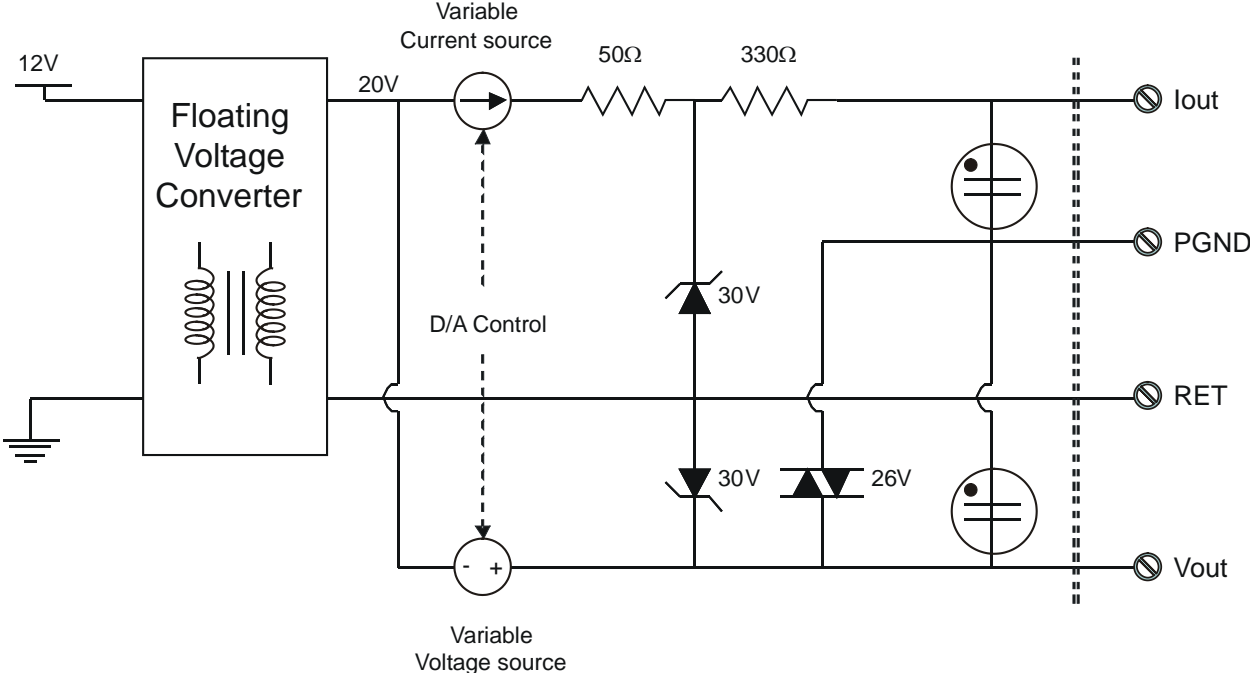 Variable
Current source
12V
20V
50Ω
330Ω
Iout
Floating
Voltage
Converter
PGND
30V
D/A Control
RET
30V
26V
- +
Vout
Variable
Voltage source